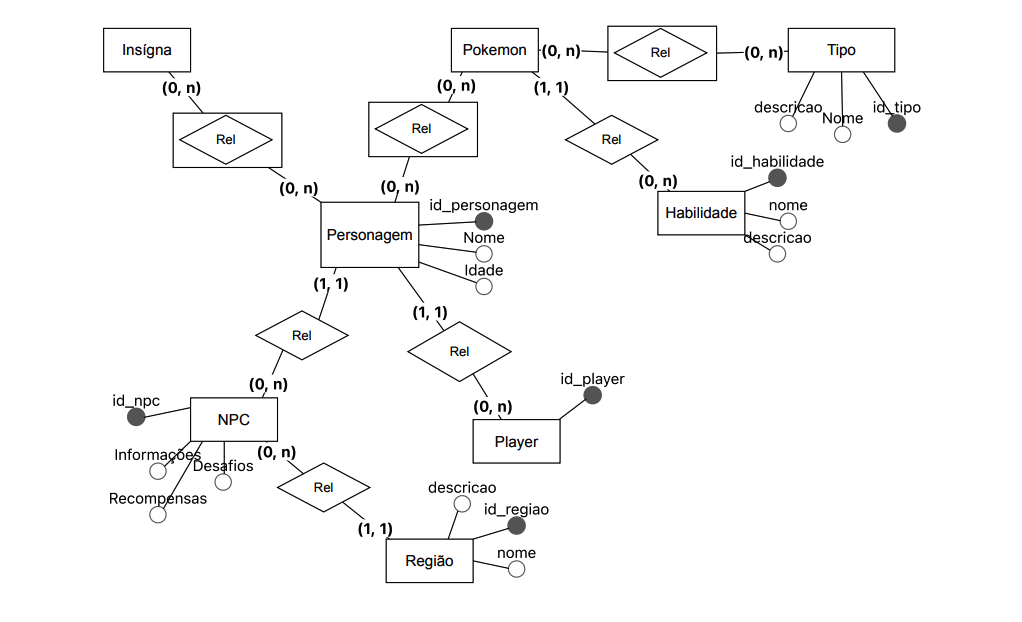 Insígna
Pokemon
(0, n)
Rel
(0, n)
Tipo
(0, n)
(0, n)
(1, 1)
descricao
Nome
id_tipo
Rel
Rel
Rel
id_habilidade
(0, n)
(0, n)
(0, n)
Habilidade
nome
descricao
Personagem
id_personagem
Nome
Idade
(1, 1)
(1, 1)
Rel
Rel
(0, n)
id_player
(0, n)
id_npc
NPC
Player
Informações
Desafios
(0, n)
Recompensas
Rel
descricao
id_regiao
(1, 1)
nome
Região